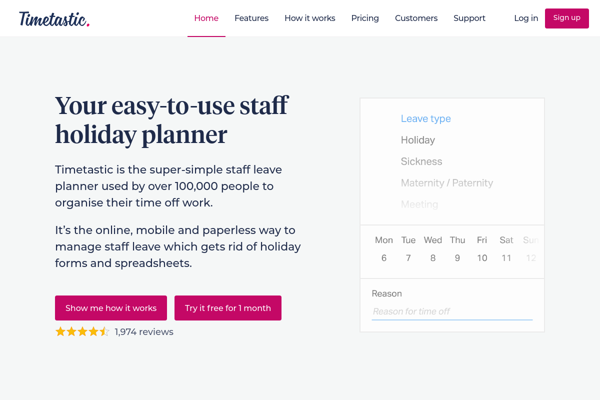 Timetastic.
Home
Features
How it works
Pricing
Customers
Support
Log in
Sign up
Your easy-to-use staff
holiday planner
Timetastic is the super-simple staff leave
planner used by over 100,000 people to
organise their time off work.
It's the online, mobile and paperless way to
manage staff leave which gets rid of holiday
forms and spreadsheets.
Show me how it works
Try it free for 1 month
1,974 reviews
Leave type
Holiday
Sickness
Maternity / Paternity
Meeting
Mon Tue Wed Thu Fri Sat Sun
6 7 8 9 10 11 12
Reason
Reason for time off